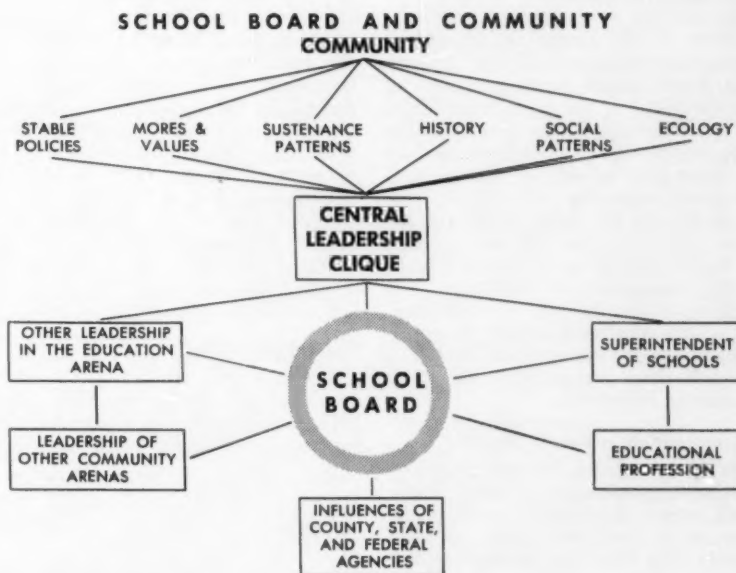 SCHOOL BOARD AND COMMUNITY
COMMUNITY
STABLE
POLICIES
MORES &
VALUES
SUSTENANCE
PATTERNS
HISTORY
SOCIAL
PATTERNS
ECOLOGY
CENTRAL
LEADERSHIP
CLIQUE
OTHER LEADERSHIP
IN THE EDUCATION
ARENA
SCHOOL
BOARD
SUPERINTENDENT
OF SCHOOLS
LEADERSHIP OF
OTHER COMMUNITY
ARENAS
EDUCATIONAL
PROFESSION
INFLUENCES OF
COUNTY, STATE,
AND FEDERAL
AGENCIES